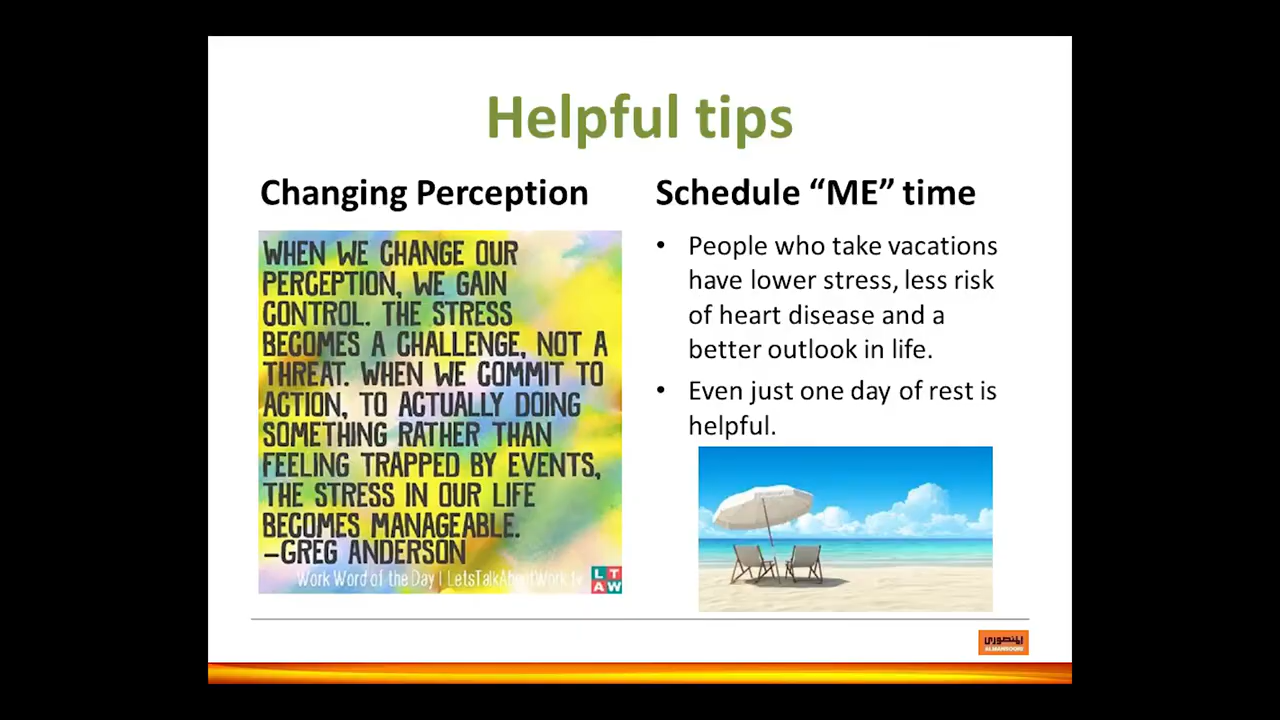 Helpful tips
Changing Perception
WHEN WE CHANGE OUR
PERCEPTION, WE GAIN
CONTROL. THE STRESS
BECOMES A CHALLENGE, NOT A
THREAT. WHEN WE COMMIT TO
ACTION, TO ACTUALLY DOING
SOMETHING RATHER THAN
FEELING TRAPPED BY EVENTS,
THE STRESS IN OUR LIFE
BECOMES MANAGEABLE.
–GREG ANDERSON
Work Word of the Day | LetsTalkAboutWork.tv
LT
AW
Schedule “ME” time
• People who take vacations
have lower stress, less risk
of heart disease and a
better outlook in life.
• Even just one day of rest is
helpful.
المنصوري
ALMANSOORI